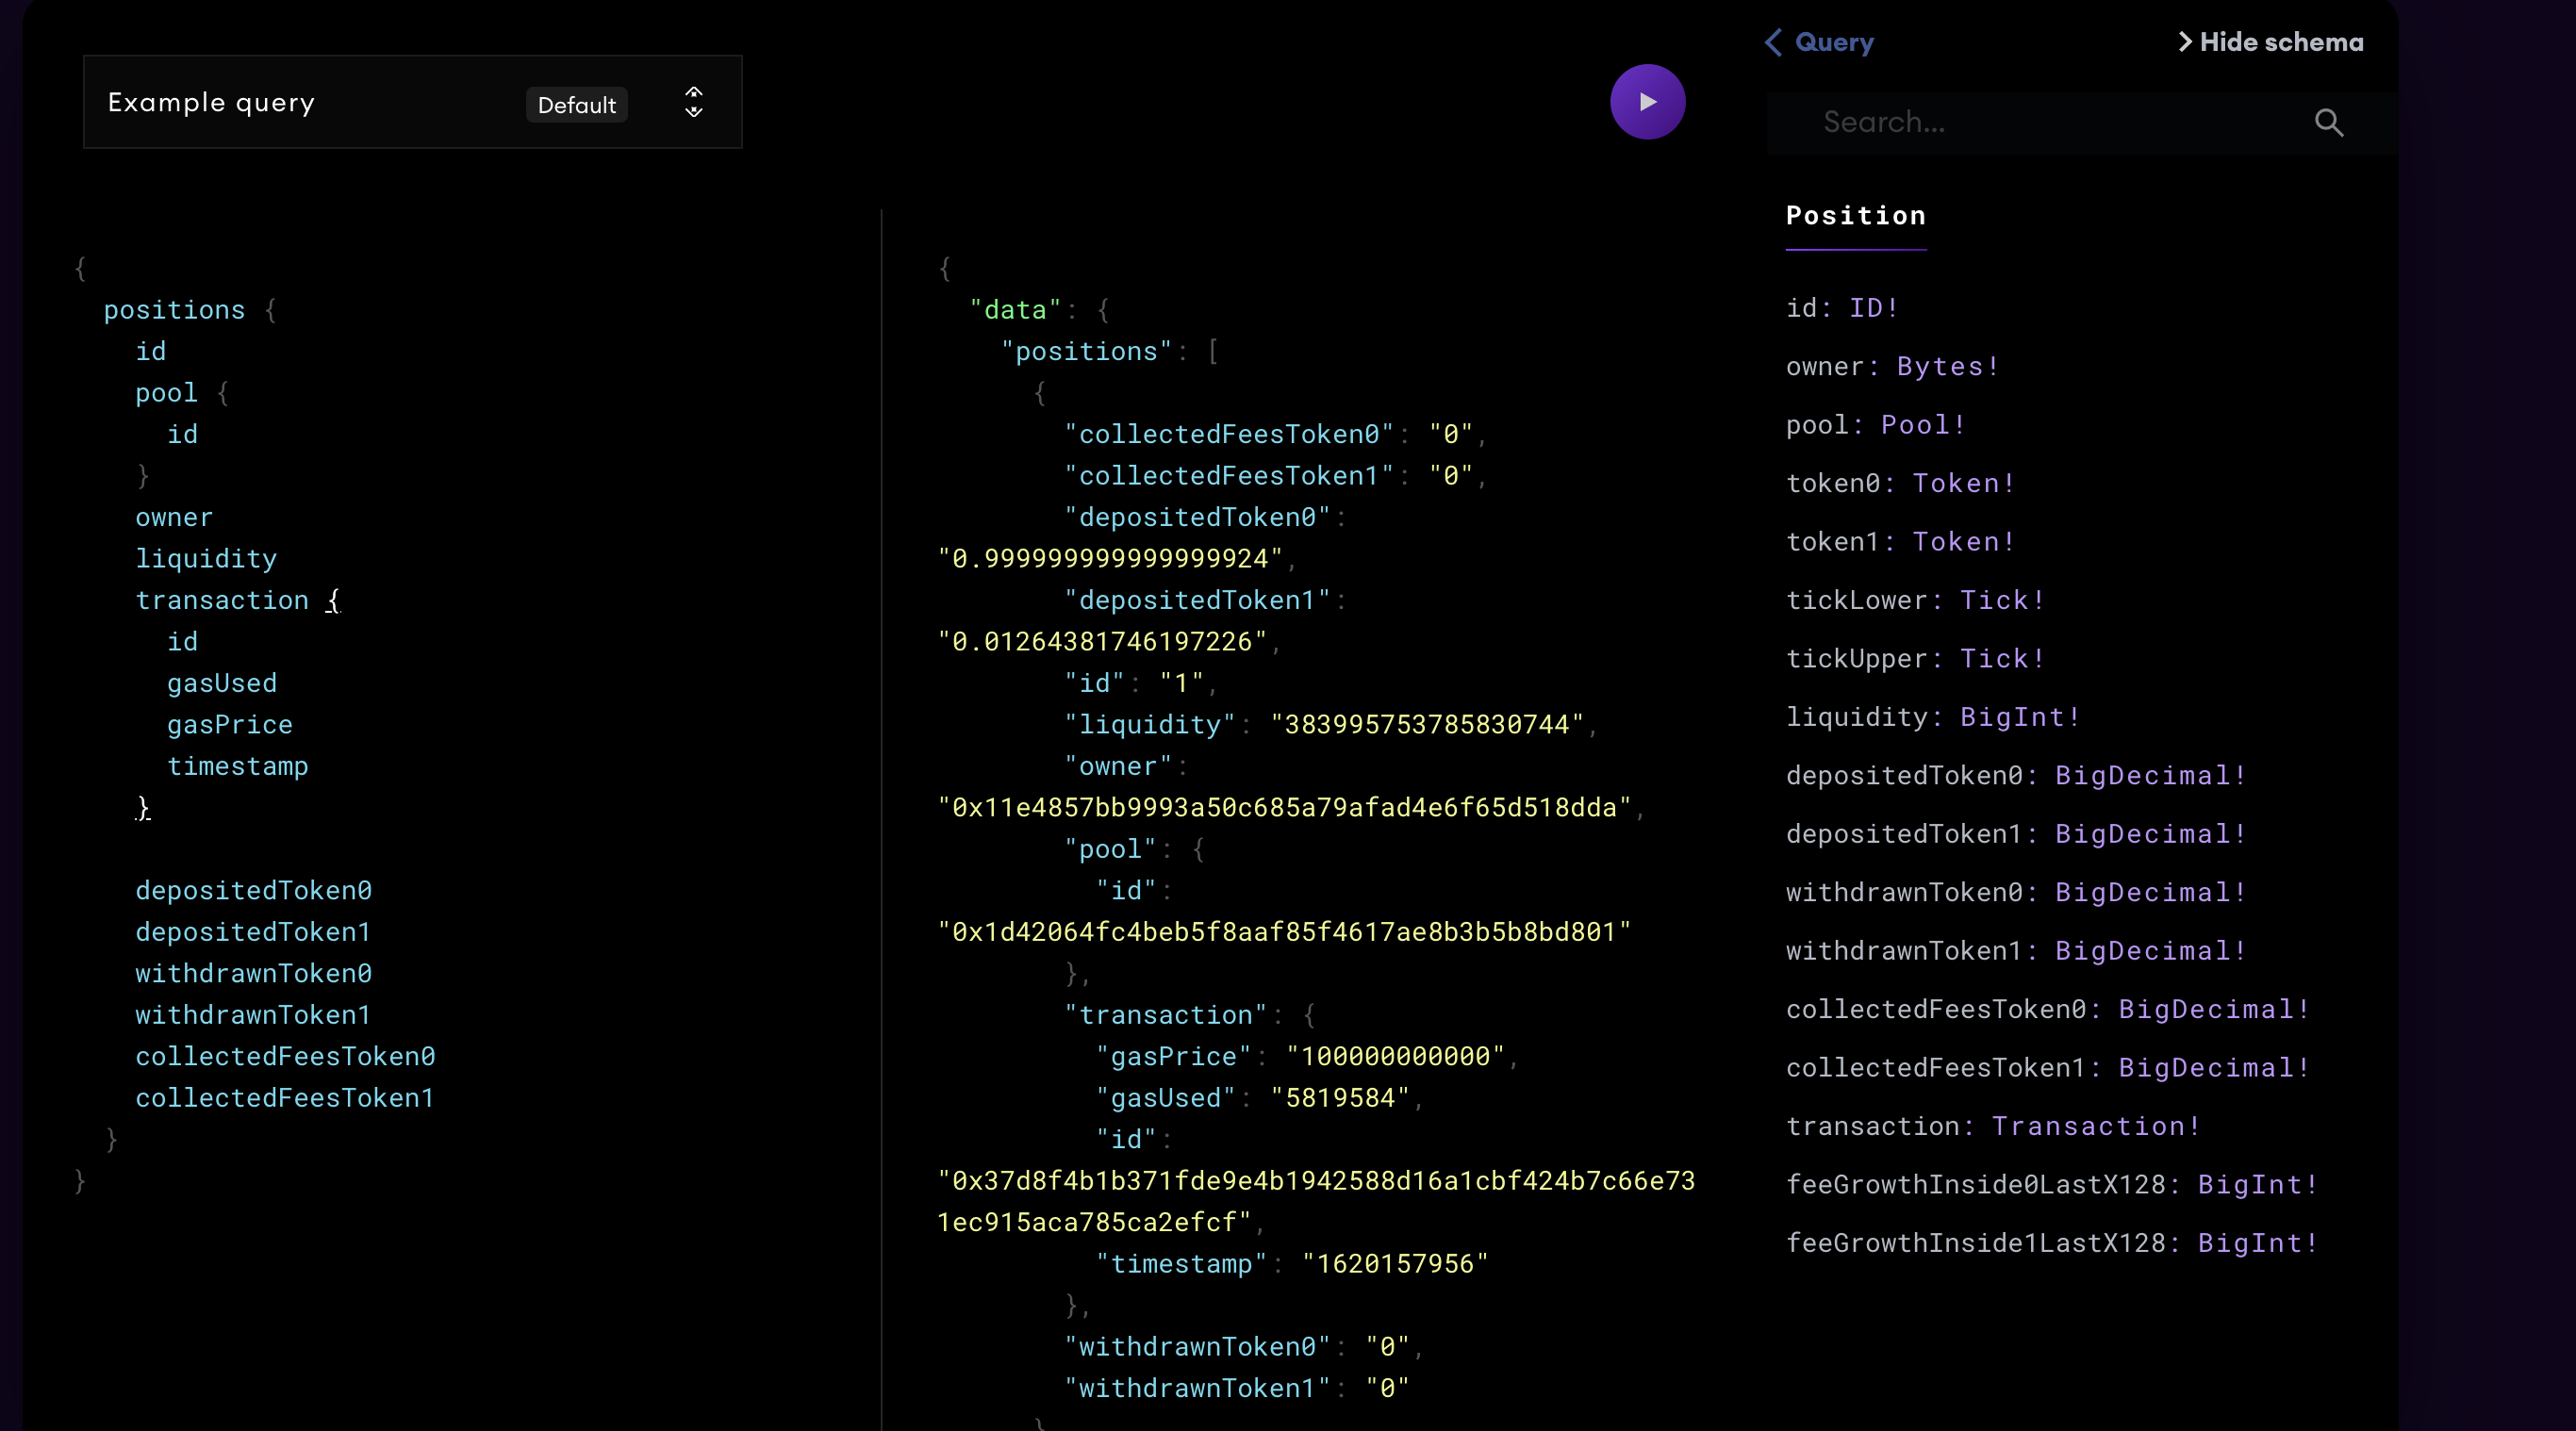 Example query
Default
{
positions {
id
pool {
id
}
owner
liquidity
transaction {
id
gasUsed
gasPrice
timestamp
}
depositedToken0
depositedToken1
withdrawnToken0
withdrawnToken1
collectedFeesToken0
collectedFeesToken1
}
}
{
"data": {
"positions": [
{
"collectedFeesToken0": "0",
"collectedFeesToken1": "0",
"depositedToken0":
"0.999999999999999924",
"depositedToken1":
"0.01264381746197226",
"id": "1",
"liquidity": "383995753785830744",
"owner":
"0x11e4857bb9993a50c685a79afad4e6f65d518dda",
"pool": {
"id":
"0x1d42064fc4beb5f8aaf85f4617ae8b3b5b8bd801"
},
"transaction": {
"gasPrice": "100000000000",
"gasUsed": "5819584",
"id":
"0x37d8f4b1b371fde9e4b1942588d16a1cbf424b7c66e73
1ec915aca785ca2efcf",
"timestamp": "1620157956"
},
"withdrawnToken0": "0",
"withdrawnToken1": "0"
}
Query
Hide schema
Search...
Position
id: ID!
owner: Bytes!
pool: Pool!
token0: Token!
token1: Token!
tickLower: Tick!
tickUpper: Tick!
liquidity: BigInt!
depositedToken0: BigDecimal!
depositedToken1: BigDecimal!
withdrawnToken0: BigDecimal!
withdrawnToken1: BigDecimal!
collectedFeesToken0: BigDecimal!
collectedFeesToken1: BigDecimal!
transaction: Transaction!
feeGrowthInside0LastX128: BigInt!
feeGrowthInside1LastX128: BigInt!